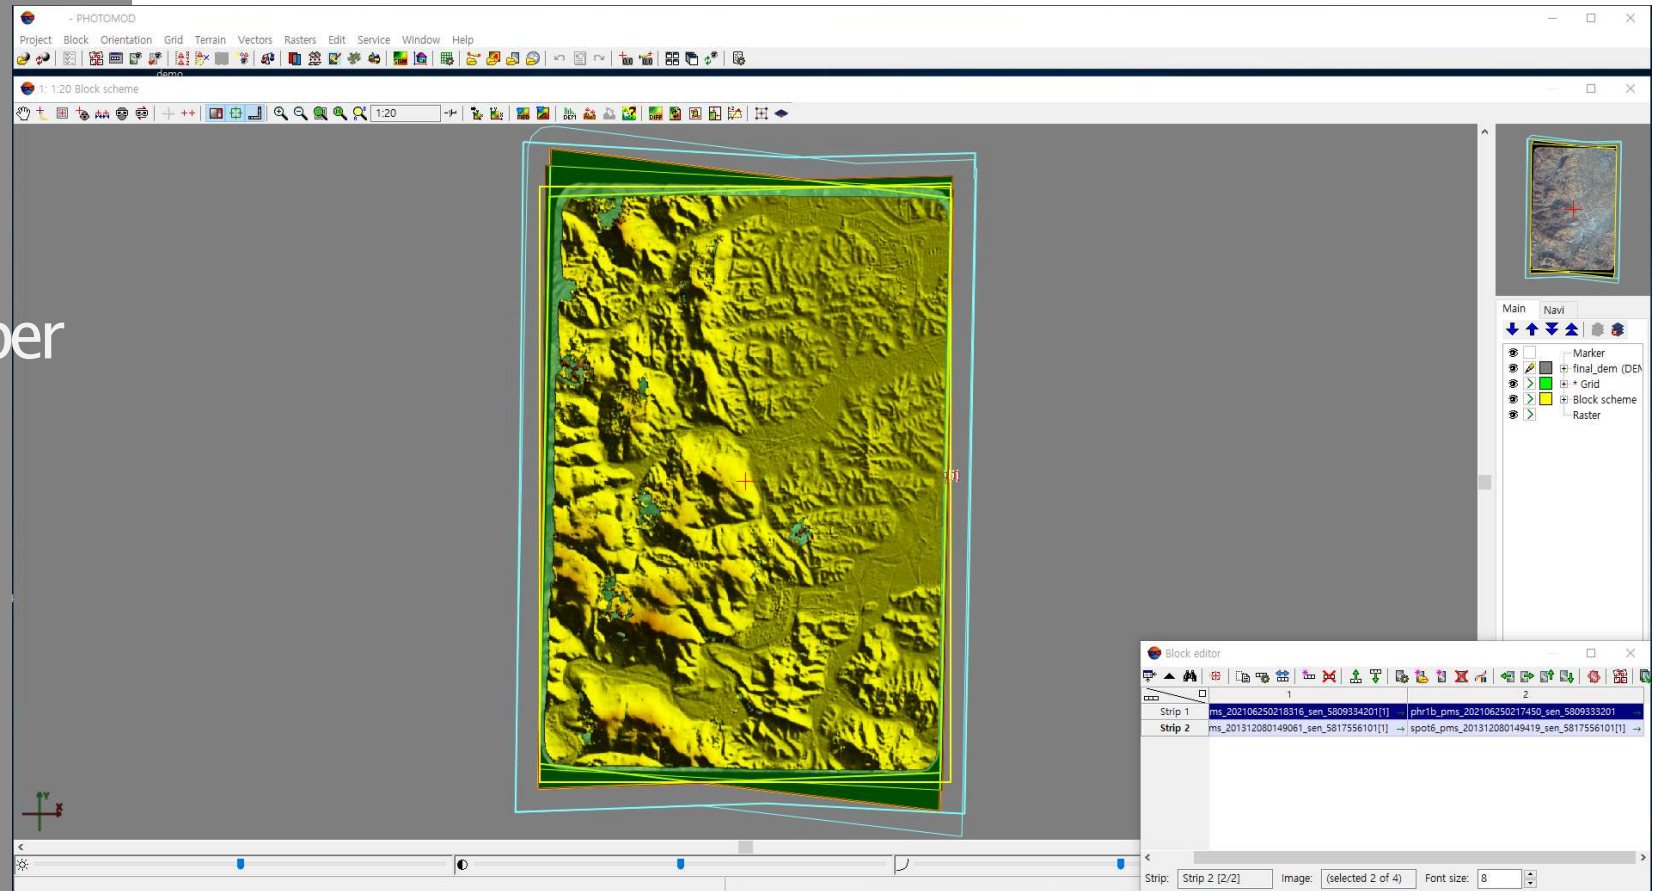 - PHOTOMOD
Project Block Orientation Grid Terrain Vectors Rasters Edit Service Window Help
demo
1: 1:20 Block scheme
1:20
Main Navi
per
Marker
final_dem (DEM
* Grid
Block scheme
Raster
Block editor
1 2
Strip 1 ms_202106250218316_sen_5809334201[1] → phr1b_pms_202106250217450_sen_5809333201
Strip 2 ms_201312080149061_sen_5817556101[1] → spot6_pms_201312080149419_sen_5817556101[1] →
Y
X
Strip: Strip 2 [2/2] Image: (selected 2 of 4) Font size: 8